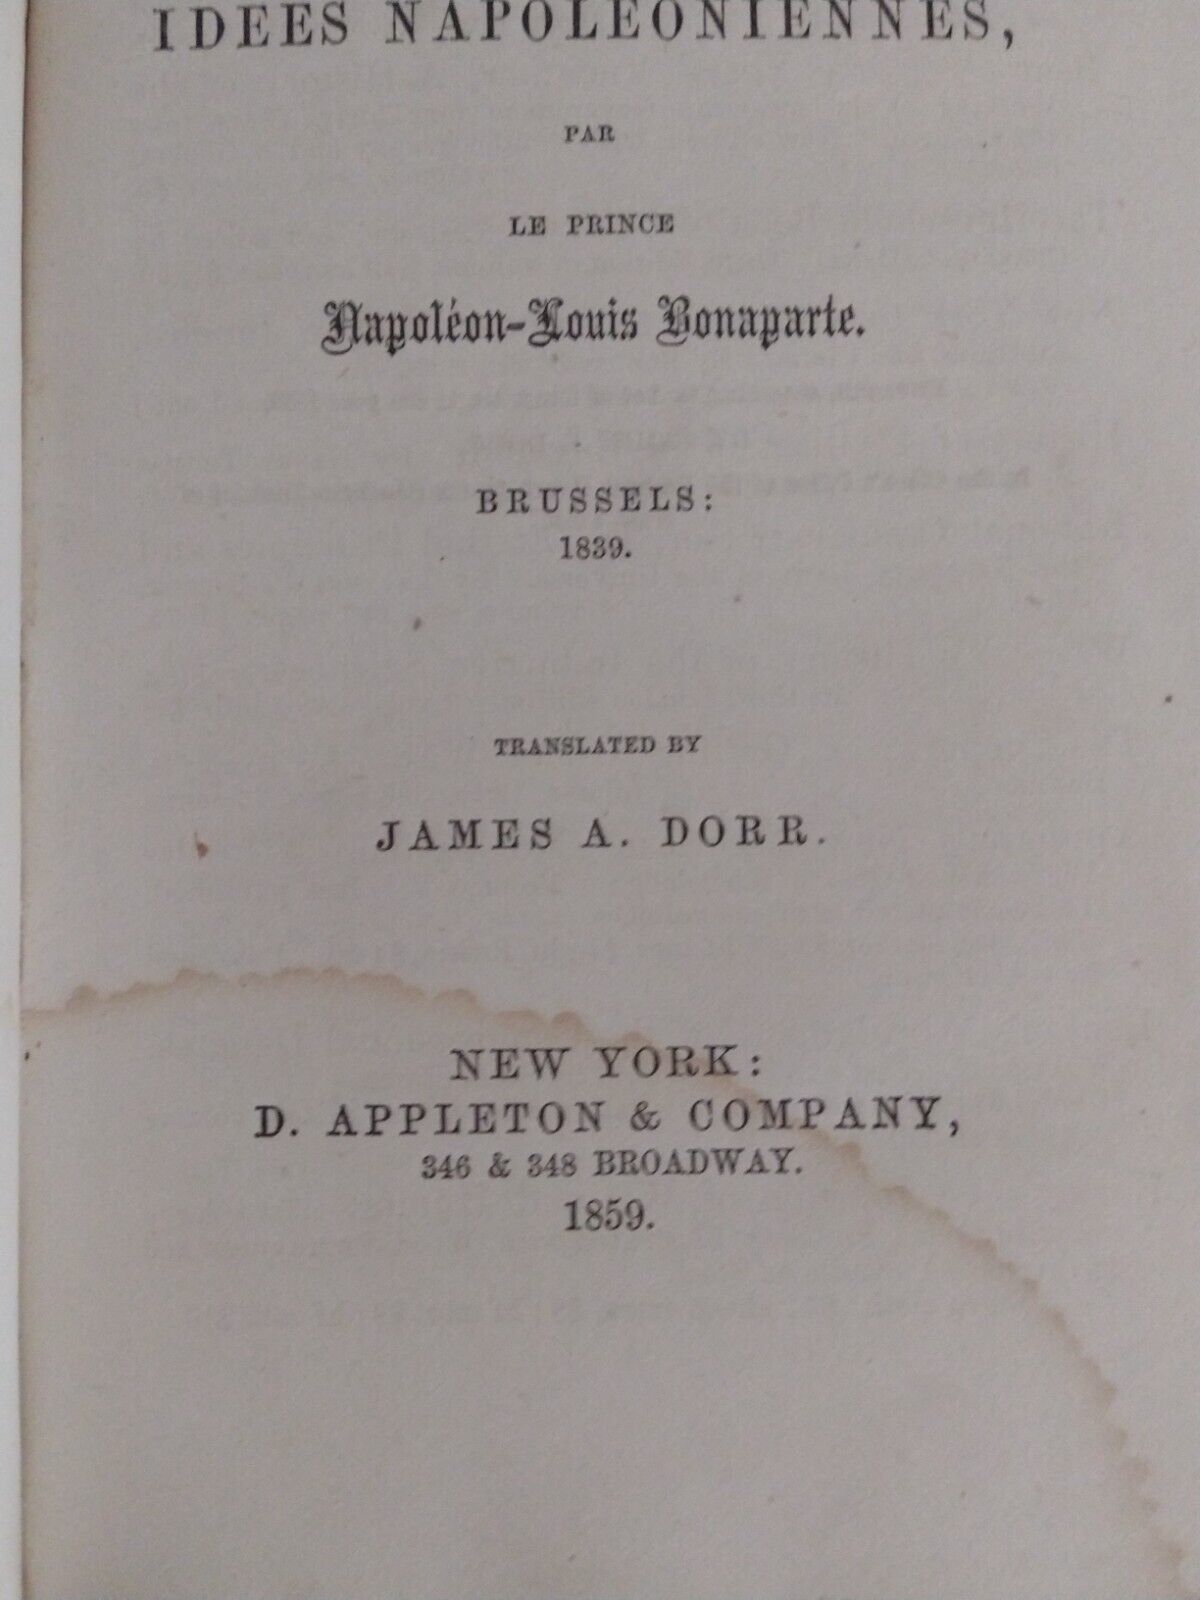 IDEES NAPOLEONIENNES,
PAR
LE PRINCE
Napoléon-Louis Bonaparte.
BRUSSELS:
1839.
TRANSLATED BY
JAMES A. DORR.
NEW YORK:
D. APPLETON & COMPANY,
346 & 348 BROADWAY.
1859.